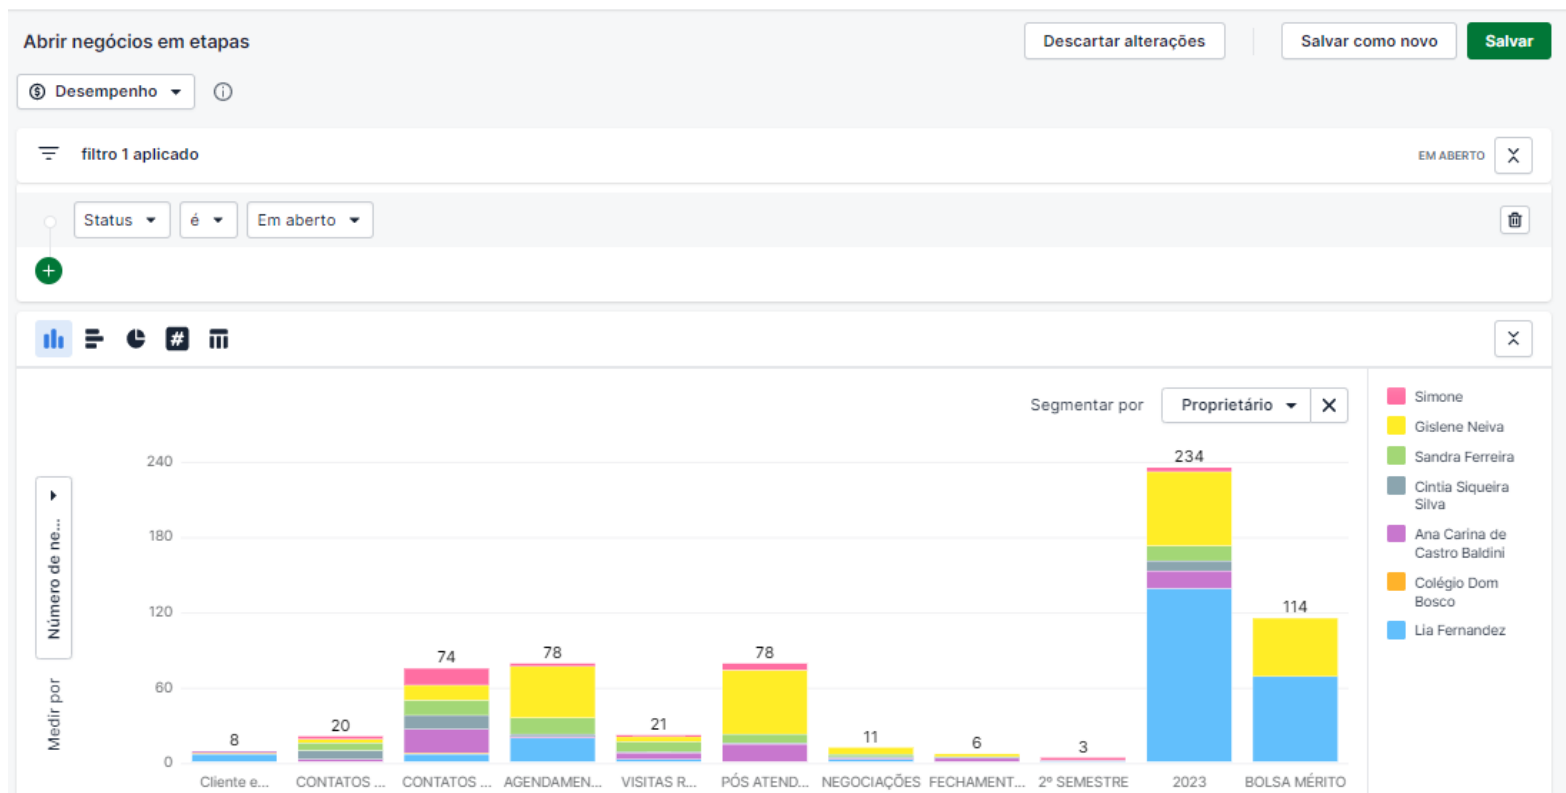 Abrir negócios em etapas
Descartar alterações
Salvar como novo
Salvar
Desempenho
filtro 1 aplicado
EM ABERTO
Status
é
Em aberto
#
Segmentar por
Proprietário
Simone
Gislene Neiva
Sandra Ferreira
Cintia Siqueira
Silva
Ana Carina de
Castro Baldini
Colégio Dom
Bosco
Lia Fernandez
Número de ne...
Medir por
240
180
120
60
0
8
20
74
78
21
78
11
6
3
234
114
Cliente e...
CONTATOS ...
CONTATOS ...
AGENDAMEN...
VISITAS R...
PÓS ATEND...
NEGOCIAÇÕES
FECHAMENT...
2º SEMESTRE
2023
BOLSA MÉRITO